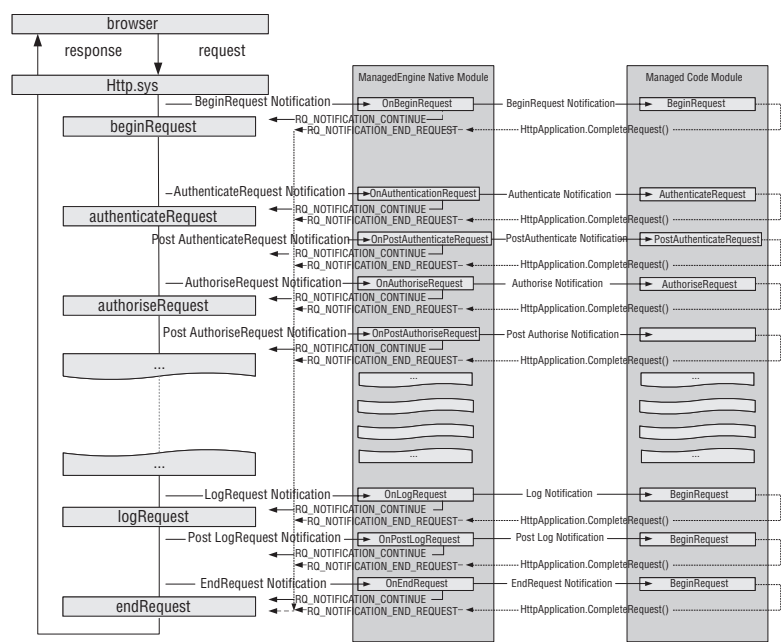 browser
response request
Http.sys
ManagedEngine Native Module Managed Code Module
BeginRequest Notification OnBeginRequest BeginRequest Notification BeginRequest
RQ_NOTIFICATION_CONTINUE
beginRequest RQ_NOTIFICATION_END_REQUEST HttpApplication.CompleteRequest()
AuthenticateRequest Notification OnAuthenticationRequest Authenticate Notification AuthenticateRequest
RQ_NOTIFICATION_CONTINUE
authenticateRequest RQ_NOTIFICATION_END_REQUEST HttpApplication.CompleteRequest()
Post AuthenticateRequest Notification OnPostAuthenticateRequest PostAuthenticate Notification PostAuthenticateRequest
RQ_NOTIFICATION_CONTINUE
RQ_NOTIFICATION_END_REQUEST HttpApplication.CompleteRequest()
AuthoriseRequest Notification OnAuthoriseRequest Authorise Notification AuthoriseRequest
RQ_NOTIFICATION_CONTINUE
authoriseRequest RQ_NOTIFICATION_END_REQUEST HttpApplication.CompleteRequest()
Post AuthoriseRequest Notification OnPostAuthoriseRequest Post Authorise Notification
RQ_NOTIFICATION_CONTINUE
RQ_NOTIFICATION_END_REQUEST HttpApplication.CompleteRequest()
...
... ...
... ...
...
LogRequest Notification OnLogRequest Log Notification BeginRequest
RQ_NOTIFICATION_CONTINUE
logRequest RQ_NOTIFICATION_END_REQUEST HttpApplication.CompleteRequest()
Post LogRequest Notification OnPostLogRequest Post Log Notification BeginRequest
RQ_NOTIFICATION_CONTINUE
RQ_NOTIFICATION_END_REQUEST HttpApplication.CompleteRequest()
EndRequest Notification OnEndRequest EndRequest Notification BeginRequest
RQ_NOTIFICATION_CONTINUE
endRequest RQ_NOTIFICATION_END_REQUEST HttpApplication.CompleteRequest()